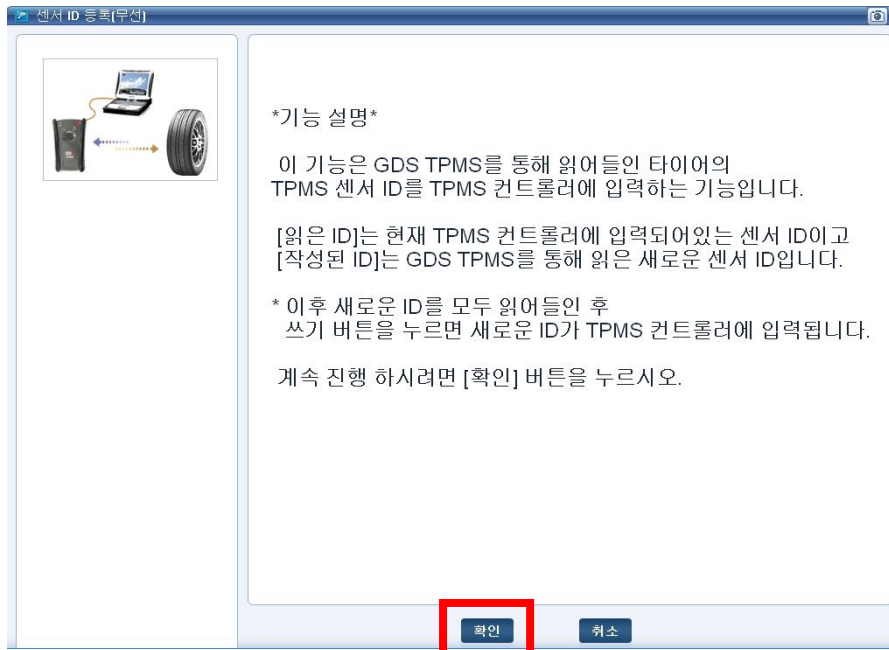 센서 ID 등록(무선)
*기능 설명*
이 기능은 GDS TPMS를 통해 읽어들인 타이어의
TPMS 센서 ID를 TPMS 컨트롤러에 입력하는 기능입니다.
[읽은 ID]는 현재 TPMS 컨트롤러에 입력되어있는 센서 ID이고
[작성된 ID]는 GDS TPMS를 통해 읽은 새로운 센서 ID입니다.
* 이후 새로운 ID를 모두 읽어들인 후
쓰기 버튼을 누르면 새로운 ID가 TPMS 컨트롤러에 입력됩니다.
계속 진행 하시려면 [확인] 버튼을 누르시오.
확인
취소